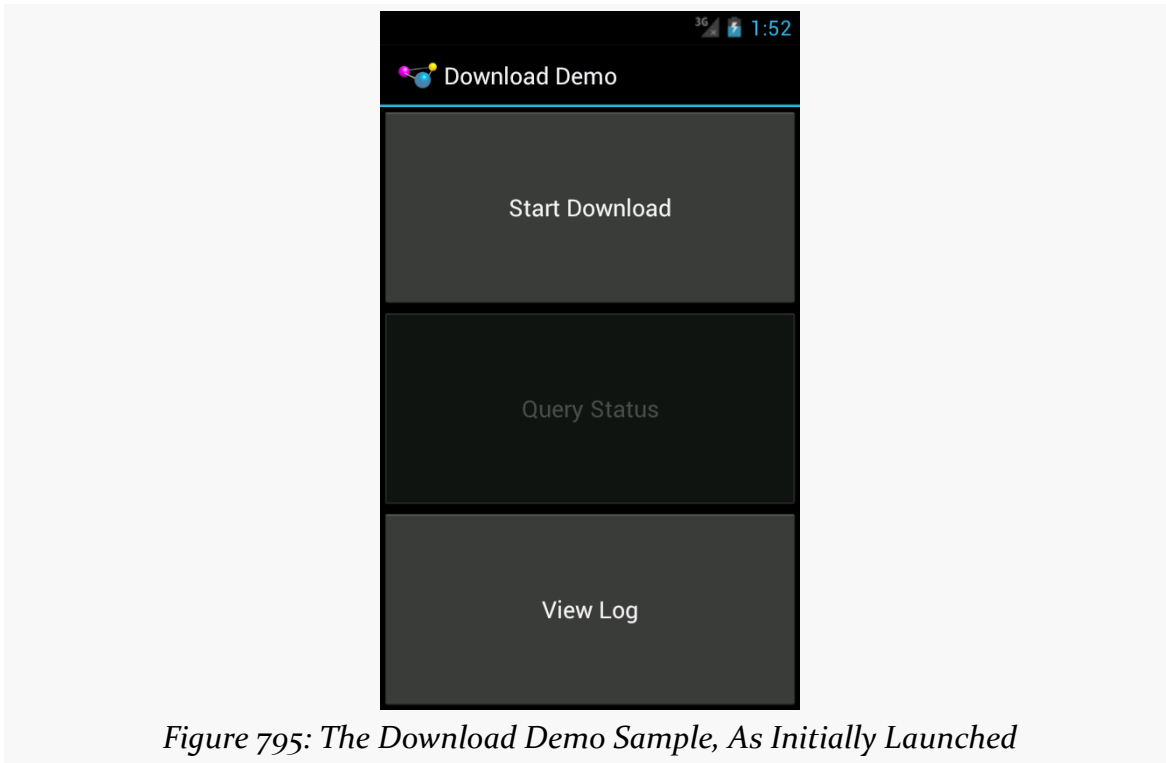 3G 1:52
Download Demo
Start Download
Query Status
View Log
Figure 795: The Download Demo Sample, As Initially Launched